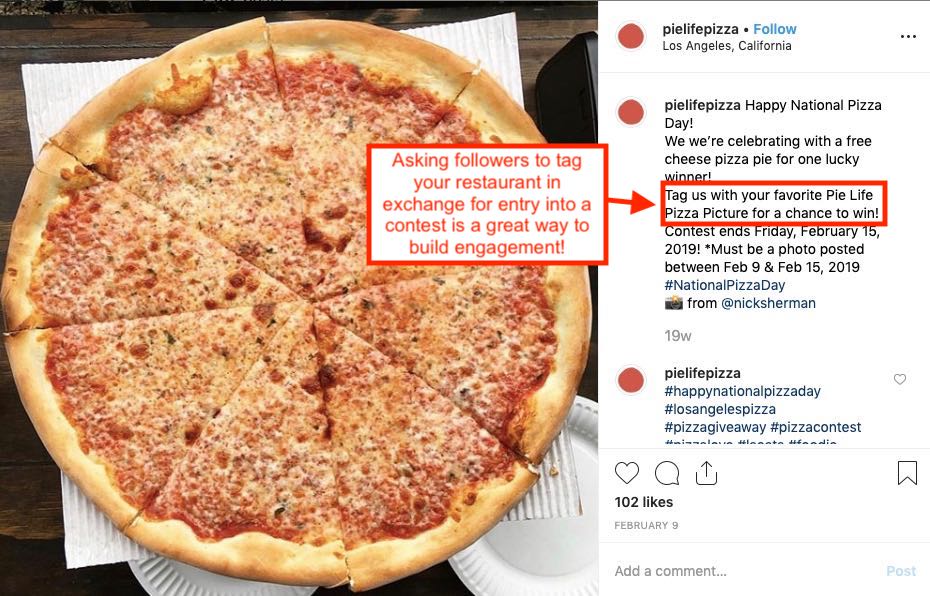 pielifepizza • Follow
Los Angeles, California
pielifepizza Happy National Pizza
Day!
We we’re celebrating with a free
cheese pizza pie for one lucky
winner!
Tag us with your favorite Pie Life
Pizza Picture for a chance to win!
Contest ends Friday, February 15,
2019! *Must be a photo posted
between Feb 9 & Feb 15, 2019
#NationalPizzaDay
from @nicksherman
19w
Asking followers to tag
your restaurant in
exchange for entry into a
contest is a great way to
build engagement!
pielifepizza
#happynationalpizzaday
#losangelespizza
#pizzagiveaway #pizzacontest
#pizzalove #laeats #foodie
102 likes
FEBRUARY 9
Add a comment... Post